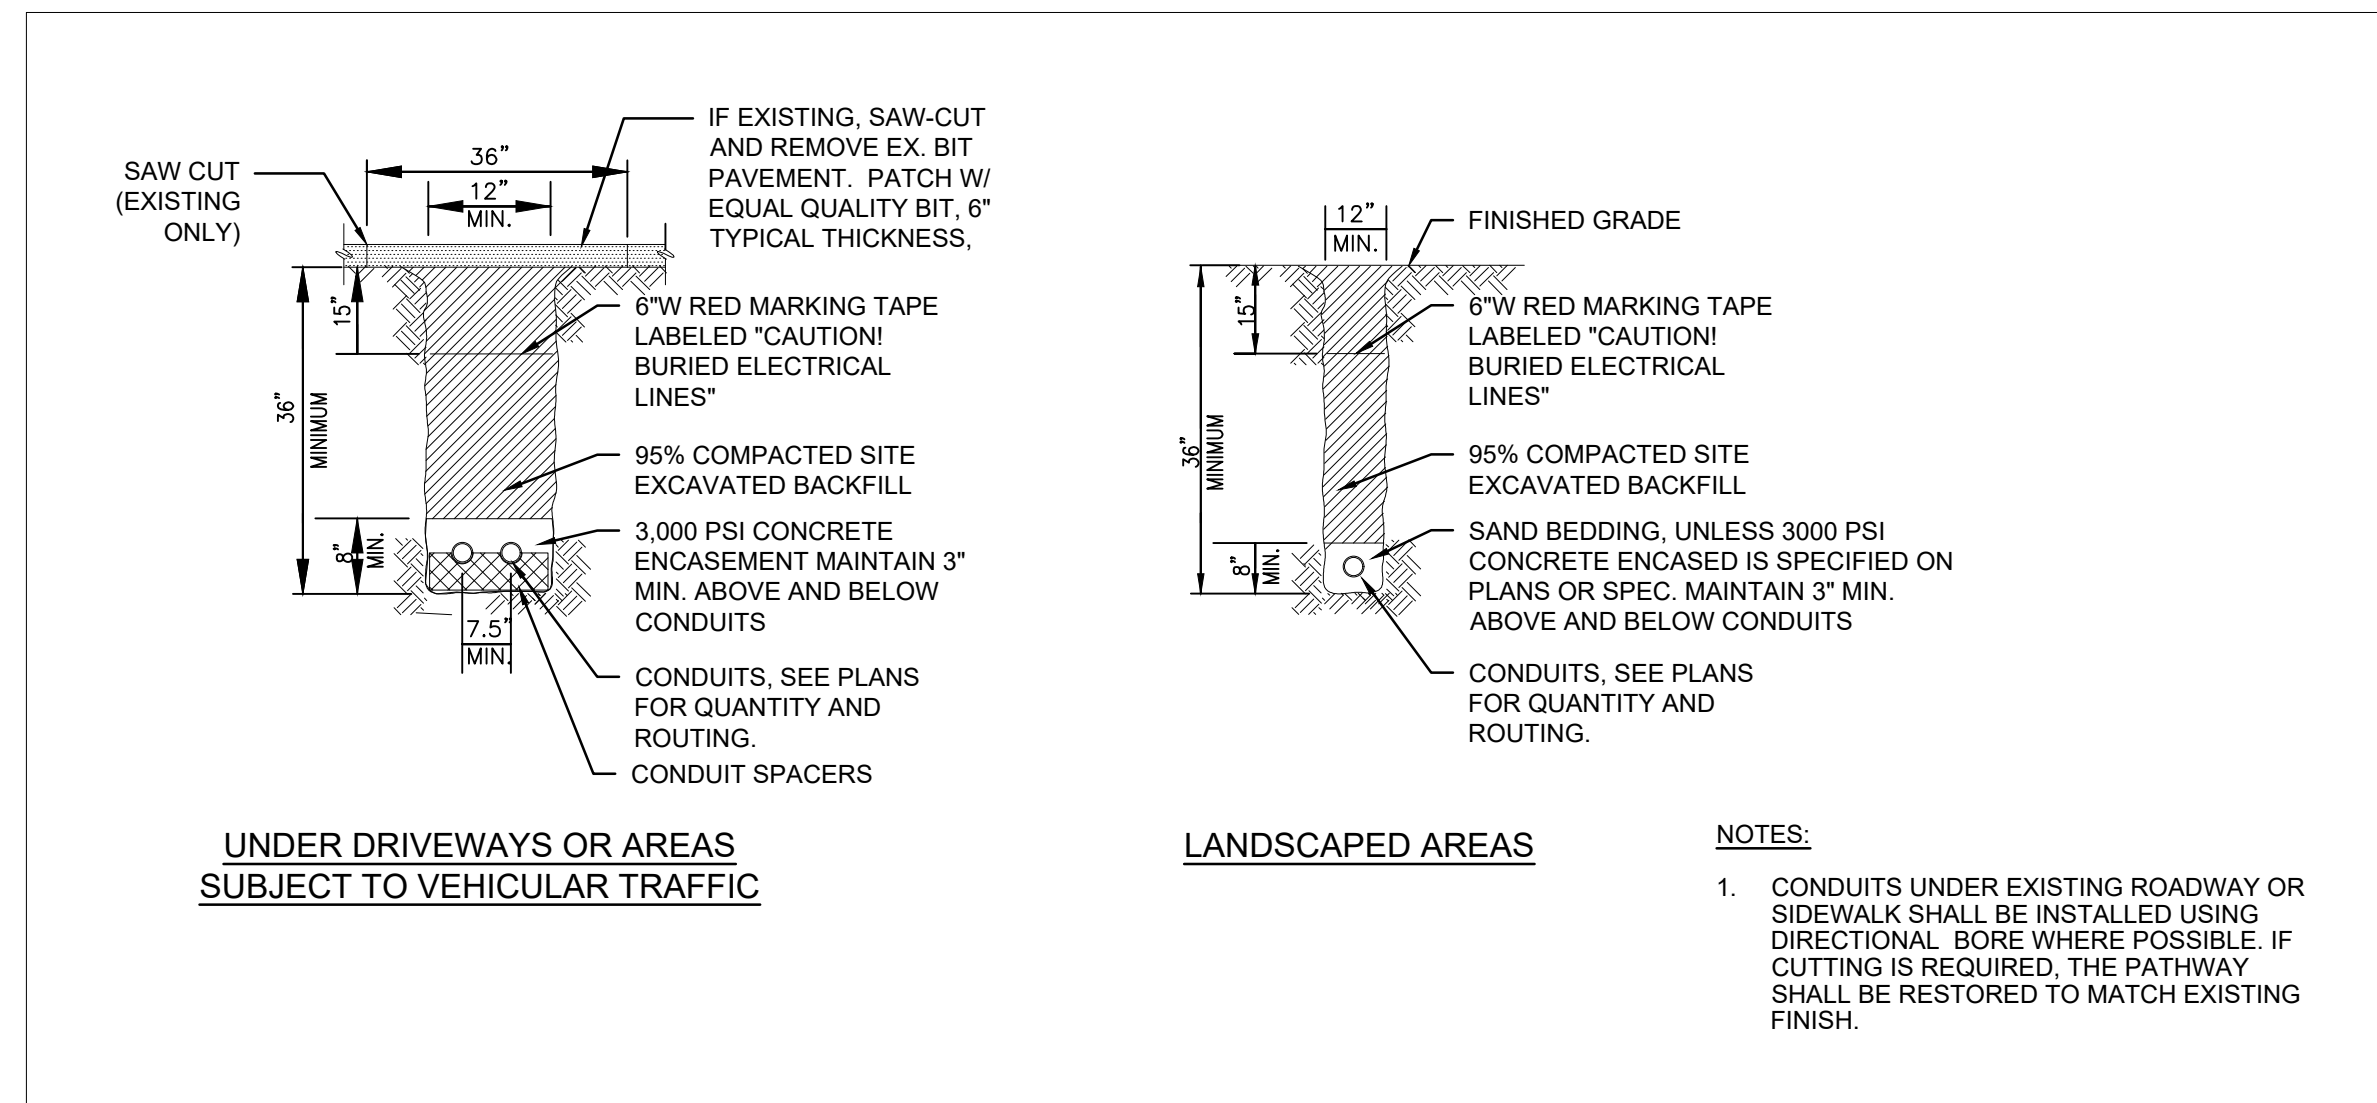 SAW CUT
(EXISTING
ONLY)
36"
12"
MIN.
IF EXISTING, SAW-CUT
AND REMOVE EX. BIT
PAVEMENT.  PATCH W/
EQUAL QUALITY BIT, 6"
TYPICAL THICKNESS,
15"
36"
MINIMUM
8"
MIN.
7.5"
MIN.
6"W RED MARKING TAPE
LABELED "CAUTION!
BURIED ELECTRICAL
LINES"
95% COMPACTED SITE
EXCAVATED BACKFILL
3,000 PSI CONCRETE
ENCASEMENT MAINTAIN 3"
MIN. ABOVE AND BELOW
CONDUITS
CONDUITS, SEE PLANS
FOR QUANTITY AND
ROUTING.
CONDUIT SPACERS
UNDER DRIVEWAYS OR AREAS
SUBJECT TO VEHICULAR TRAFFIC
12"
MIN.
FINISHED GRADE
15"
36"
MINIMUM
8"
MIN.
6"W RED MARKING TAPE
LABELED "CAUTION!
BURIED ELECTRICAL
LINES"
95% COMPACTED SITE
EXCAVATED BACKFILL
SAND BEDDING, UNLESS 3000 PSI
CONCRETE ENCASED IS SPECIFIED ON
PLANS OR SPEC. MAINTAIN 3" MIN.
ABOVE AND BELOW CONDUITS
CONDUITS, SEE PLANS
FOR QUANTITY AND
ROUTING.
LANDSCAPED AREAS
NOTES:
1. CONDUITS UNDER EXISTING ROADWAY OR
SIDEWALK SHALL BE INSTALLED USING
DIRECTIONAL  BORE WHERE POSSIBLE. IF
CUTTING IS REQUIRED, THE PATHWAY
SHALL BE RESTORED TO MATCH EXISTING
FINISH.